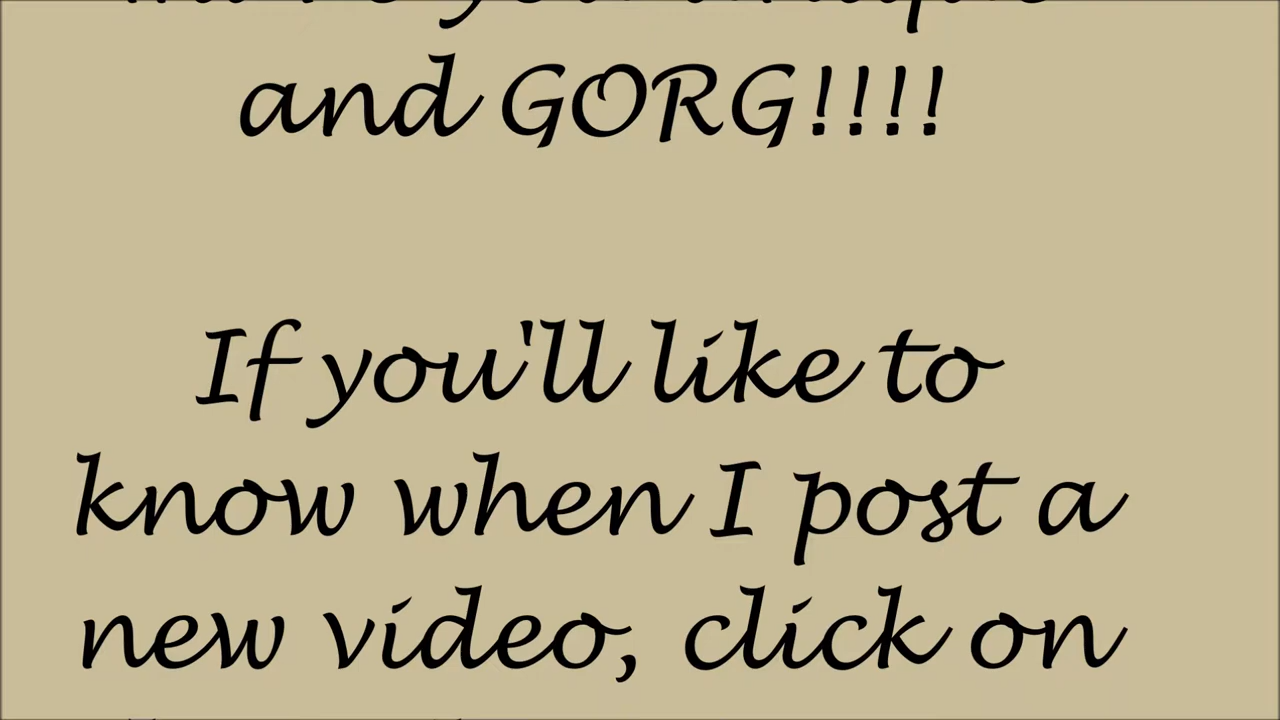 and GORG!!!!
If you'll like to
know when I post a
new video, click on